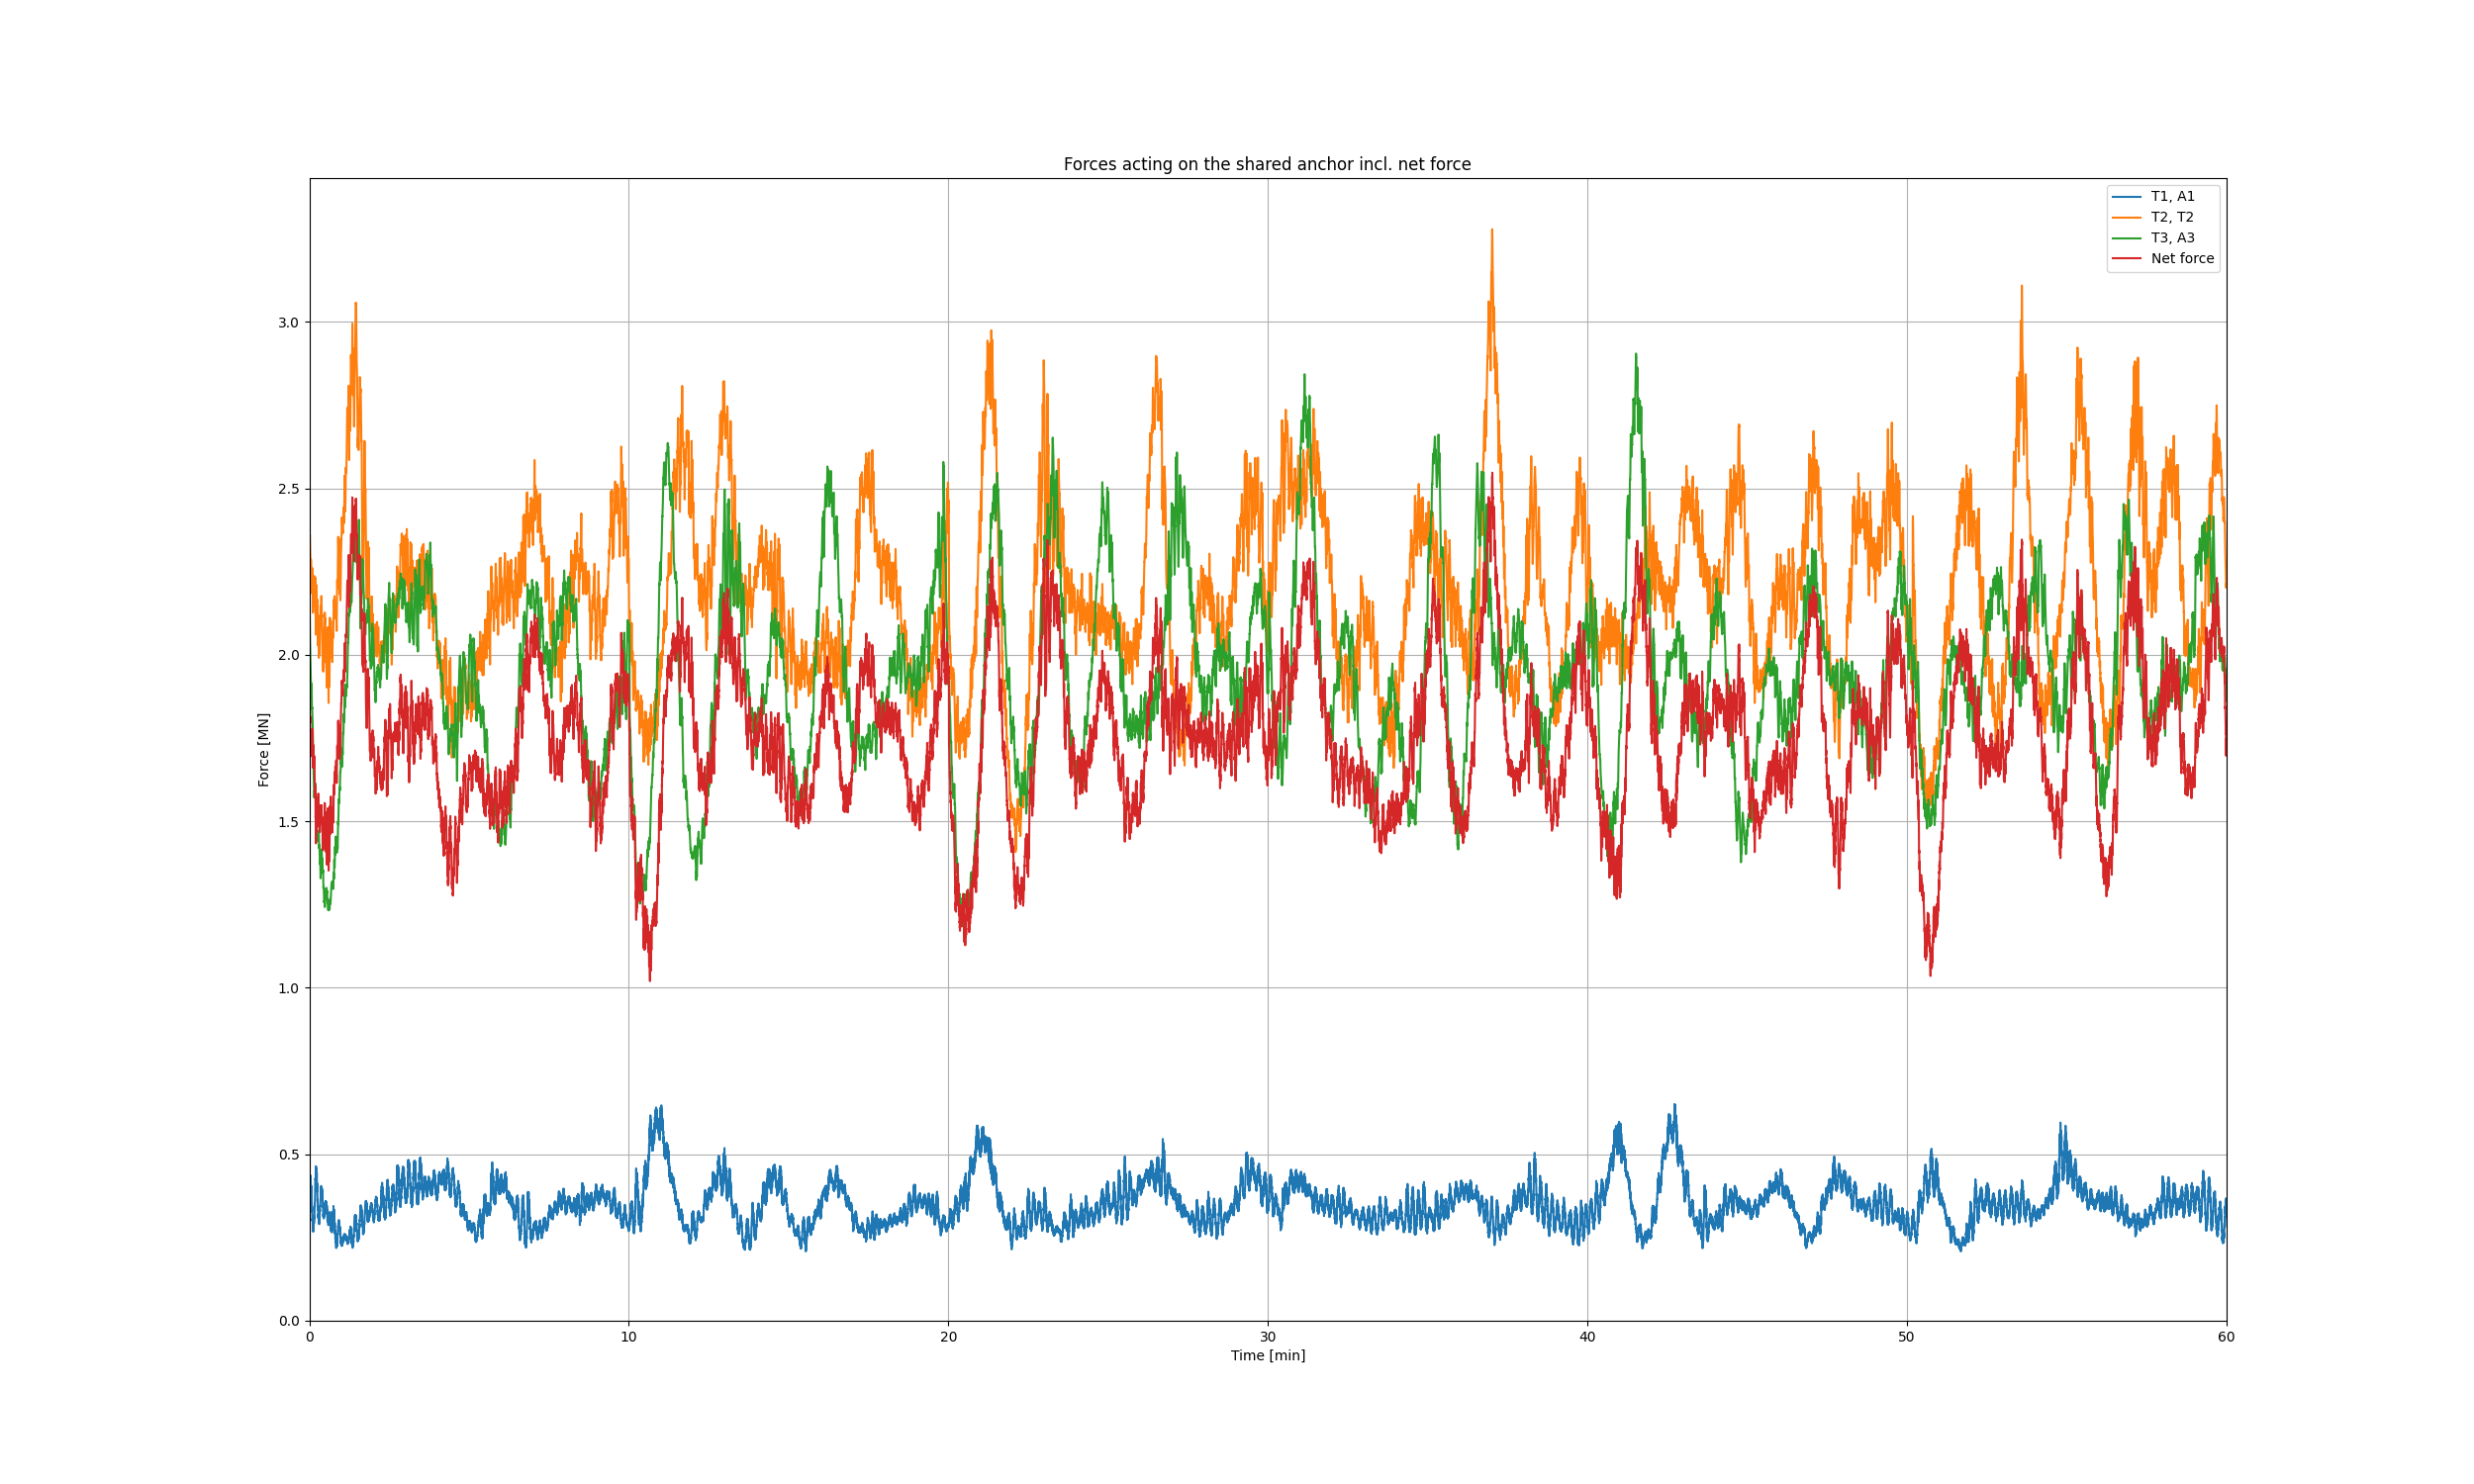 Forces acting on the shared anchor incl. net force
T1, A1
T2, T2
T3, A3
Net force
Force [MN]
3.0
2.5
2.0
1.5
1.0
0.5
0.0
0 10 20 30 40 50 60
Time [min]